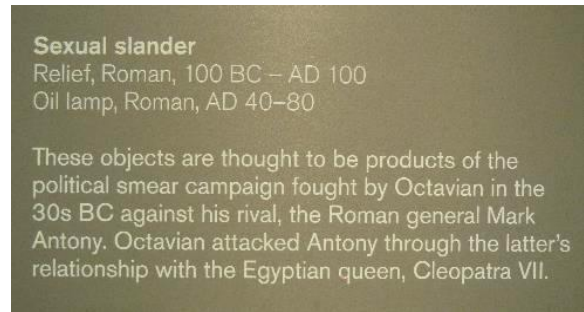 Sexual slander
Relief, Roman, 100 BC – AD 100
Oil lamp, Roman, AD 40–80
These objects are thought to be products of the
political smear campaign fought by Octavian in the
30s BC against his rival, the Roman general Mark
Antony. Octavian attacked Antony through the latter's
relationship with the Egyptian queen, Cleopatra VII.